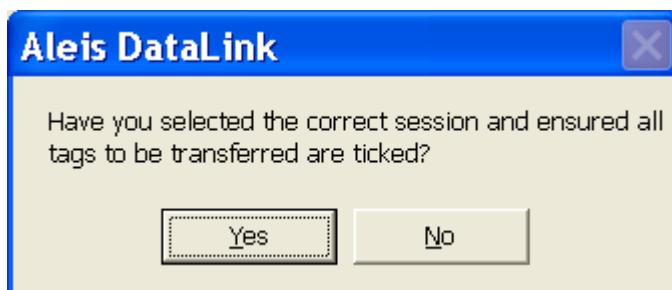 Aleis DataLink
Have you selected the correct session and ensured all
tags to be transferred are ticked?
Yes
No